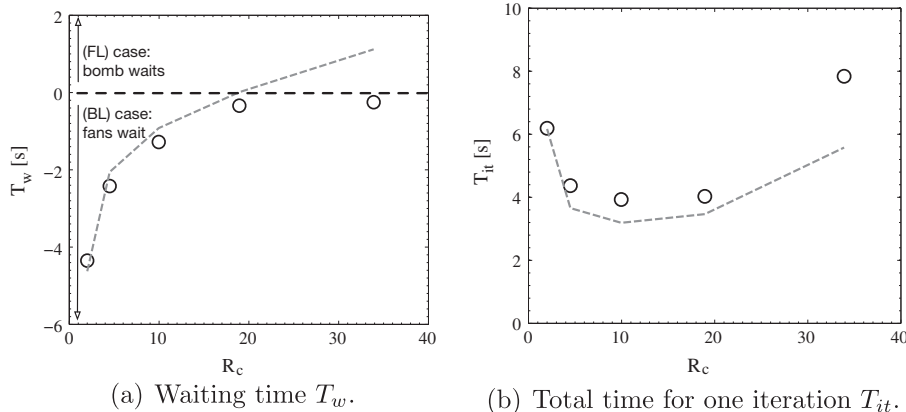 2
0
−2
−4
−6
T_w [s]
(FL) case:
bomb waits
(BL) case:
fans wait
0 10 20 30 40
R_c
(a) Waiting time T_w.
10
8
6
4
2
0
T_it [s]
0 10 20 30 40
R_c
(b) Total time for one iteration T_it.